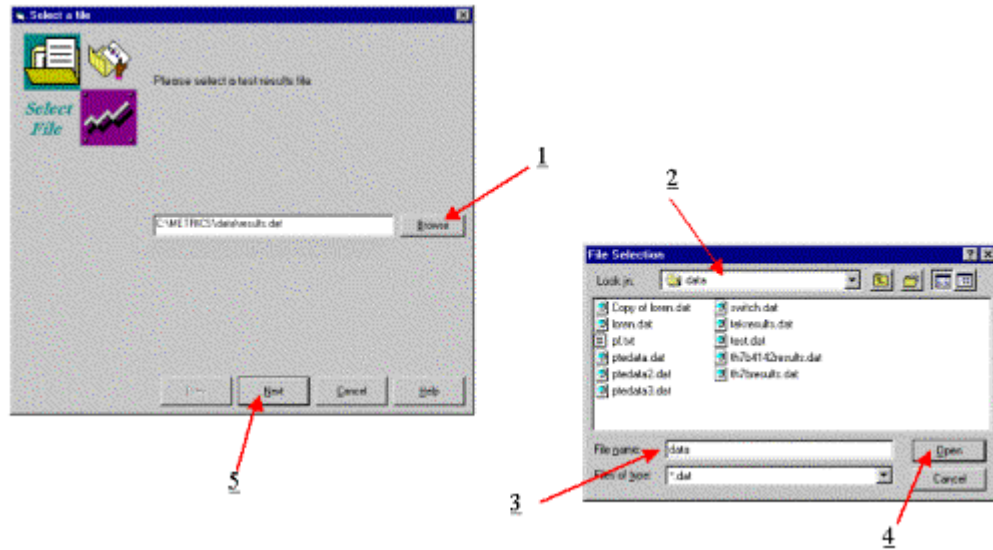 Select a file
Please select a test results file
Select
File
1
2
C:\METRICS\data\results.dat
Browse
File Selection
Look in:
data
Copy of loren.dat
switch.dat
loren.dat
tekresults.dat
pl.txt
test.dat
ptedata.dat
th7b4142results.dat
ptedata2.dat
th7bresults.dat
ptedata3.dat
Next
Cancel
Help
File name:
data
Open
Files of type:
*.dat
Cancel
5
3
4